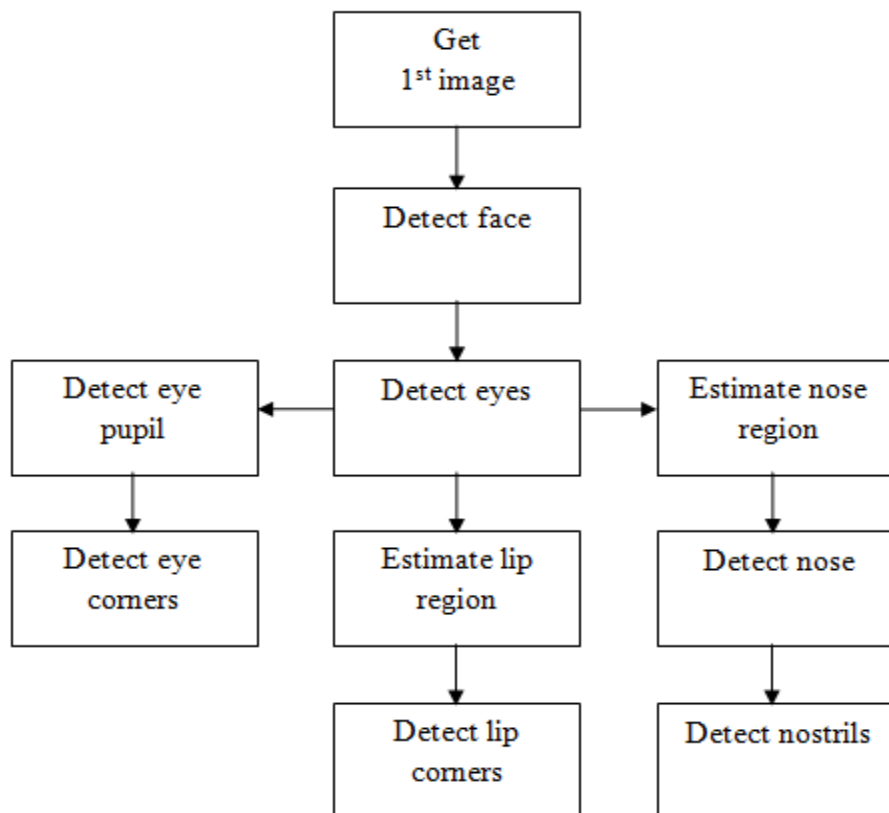 Get
1st image
Detect face
Detect eye
pupil
Detect eyes
Estimate nose
region
Detect eye
corners
Estimate lip
region
Detect nose
Detect lip
corners
Detect nostrils